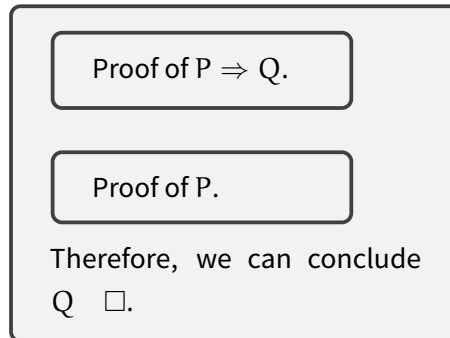 Proof of P ⇒ Q.
Proof of P.
Therefore, we can conclude
Q □.